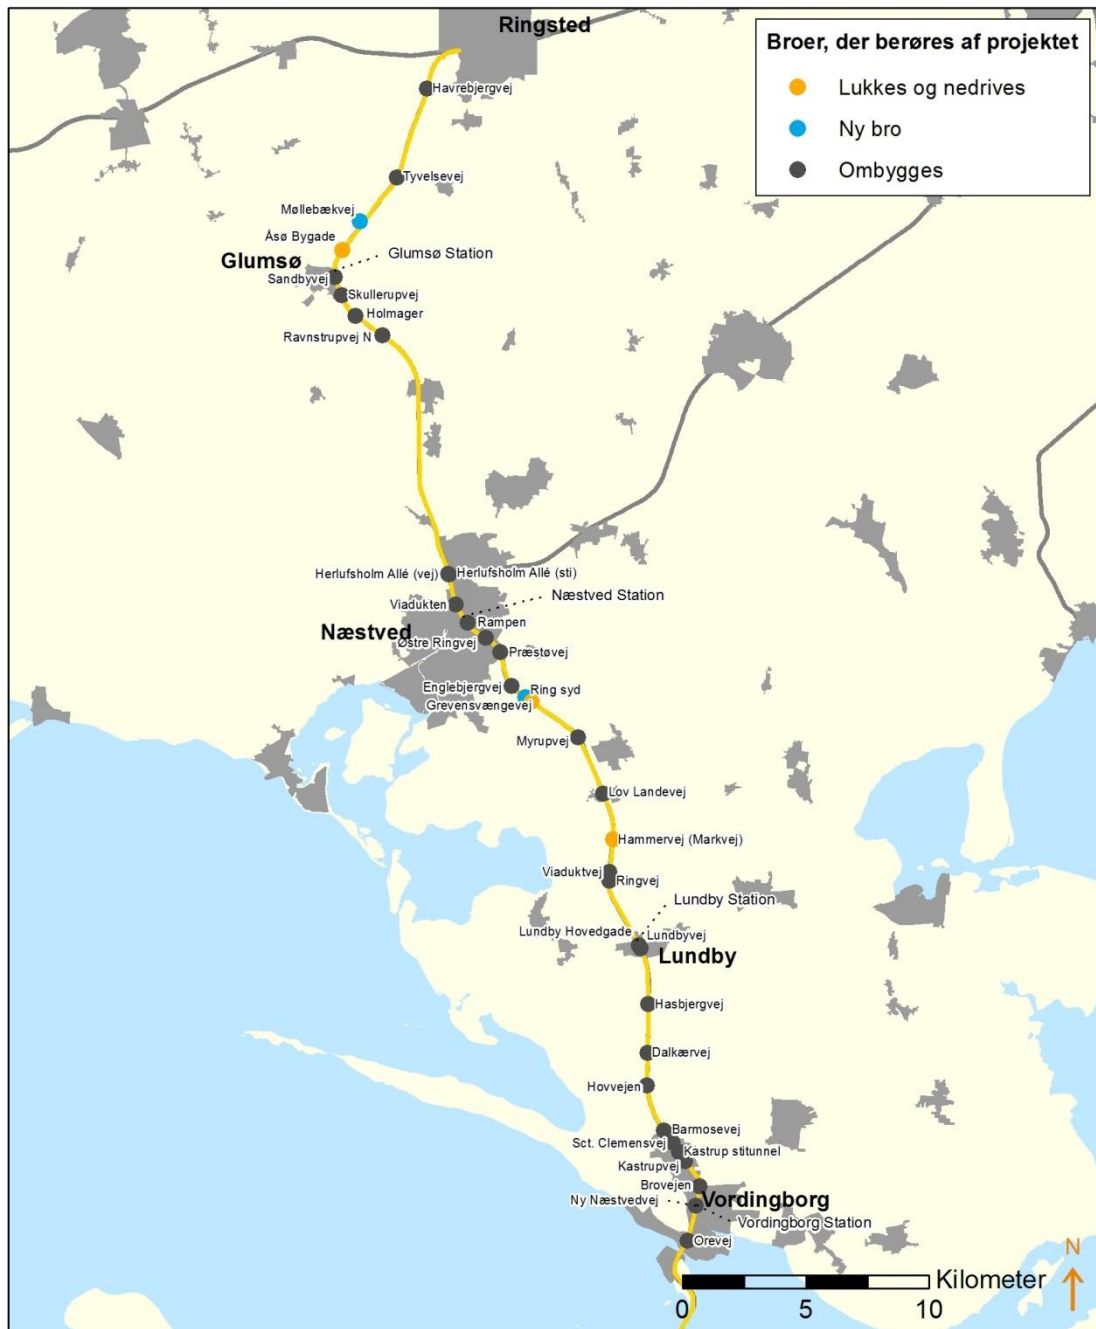 Ringsted
Broer, der berøres af projektet
Lukkes og nedrives
Ny bro
Ombygges
Havrebjergvej
Tyvelsevej
Møllebækvej
Åsø Bygade
Glumsø Station
Glumsø
Sandbyvej
Skullerupvej
Holmager
Ravnstrupvej N
Herlufsholm Allé (vej)
Herlufsholm Allé (sti)
Næstved Station
Viadukten
Rampen
Næstved
Østre Ringvej
Præstøvej
Englebjergvej
Ring syd
Grevensvængevej
Myrupvej
Lov Landevej
Hammervej (Markvej)
Viaduktvej
Ringvej
Lundby Station
Lundby Hovedgade
Lundbyvej
Lundby
Hasbjergvej
Dalkærvej
Hovvejen
Barmosevej
Sct. Clemensvej
Kastrup stitunnel
Kastrupvej
Brovejen
Ny Næstvedvej
Vordingborg
Vordingborg Station
Orevej
N
Kilometer
0 5 10